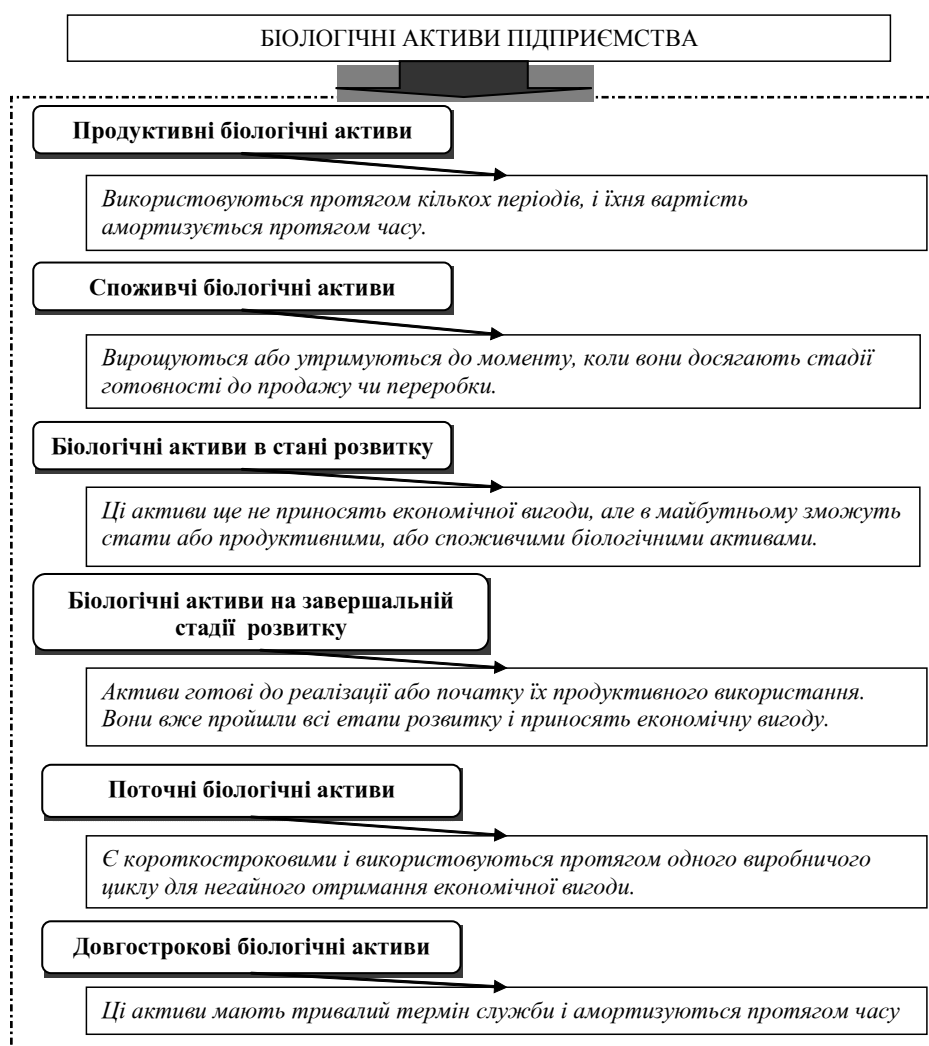 БІОЛОГІЧНІ АКТИВИ ПІДПРИЄМСТВА
Продуктивні біологічні активи
Використовуються протягом кількох періодів, і їхня вартість
амортизується протягом часу.
Споживчі біологічні активи
Вирощуються або утримуються до моменту, коли вони досягають стадії
готовності до продажу чи переробки.
Біологічні активи в стані розвитку
Ці активи ще не приносять економічної вигоди, але в майбутньому зможуть
стати або продуктивними, або споживчими біологічними активами.
Біологічні активи на завершальній
стадії розвитку
Активи готові до реалізації або початку їх продуктивного використання.
Вони вже пройшли всі етапи розвитку і приносять економічну вигоду.
Поточні біологічні активи
Є короткостроковими і використовуються протягом одного виробничого
циклу для негайного отримання економічної вигоди.
Довгострокові біологічні активи
Ці активи мають тривалий термін служби і амортизуються протягом часу